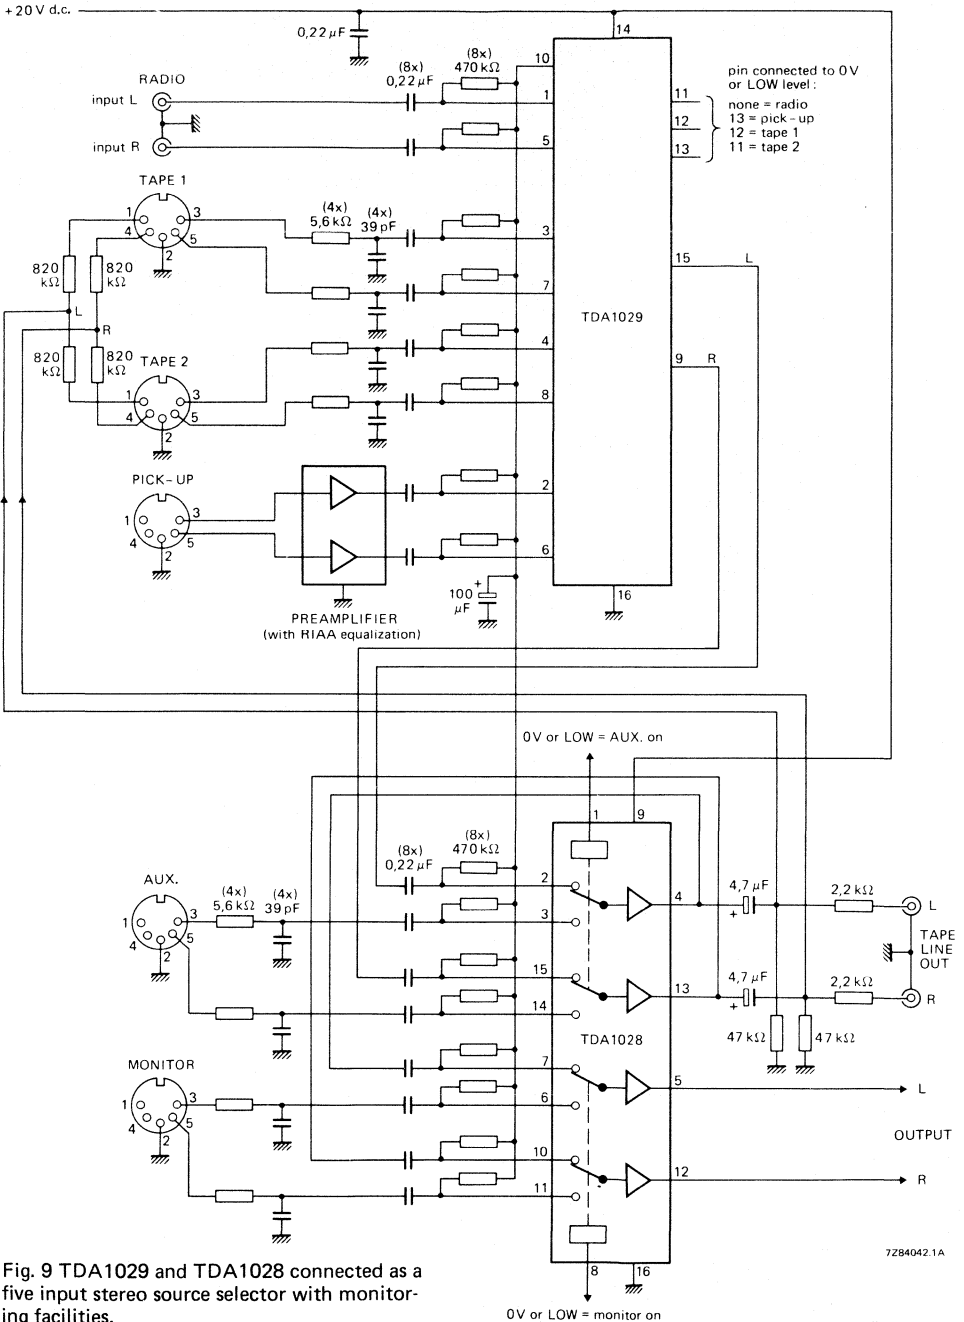 +20 V d.c.
0,22 µF
14
(8x)
0,22 µF
(8x)
470 kΩ
10
1
5
RADIO
input L
input R
11
12
13
pin connected to 0 V
or LOW level :
none = radio
13 = pick-up
12 = tape 1
11 = tape 2
TAPE 1
1
3
4
5
2
(4x)
5,6 kΩ
(4x)
39 pF
3
7
4
8
15
L
TDA1029
9
R
820
kΩ
820
kΩ
L
R
820
kΩ
820
kΩ
TAPE 2
1
3
4
5
2
PICK-UP
1
3
4
5
2
2
6
+
100
µF
16
PREAMPLIFIER
(with RIAA equalization)
0 V or LOW = AUX. on
1
9
(8x)
0,22 µF
(8x)
470 kΩ
AUX.
1
3
4
5
2
(4x)
5,6 kΩ
(4x)
39 pF
2
3
15
14
4
4,7 µF
+
2,2 kΩ
L
TAPE
LINE
OUT
13
4,7 µF
+
2,2 kΩ
R
47 kΩ
47 kΩ
TDA1028
MONITOR
1
3
4
5
2
7
6
10
11
5
L
OUTPUT
12
R
8
16
7Z84042.1A
0 V or LOW = monitor on
Fig. 9 TDA1029 and TDA1028 connected as a
five input stereo source selector with monitor-
ing facilities.